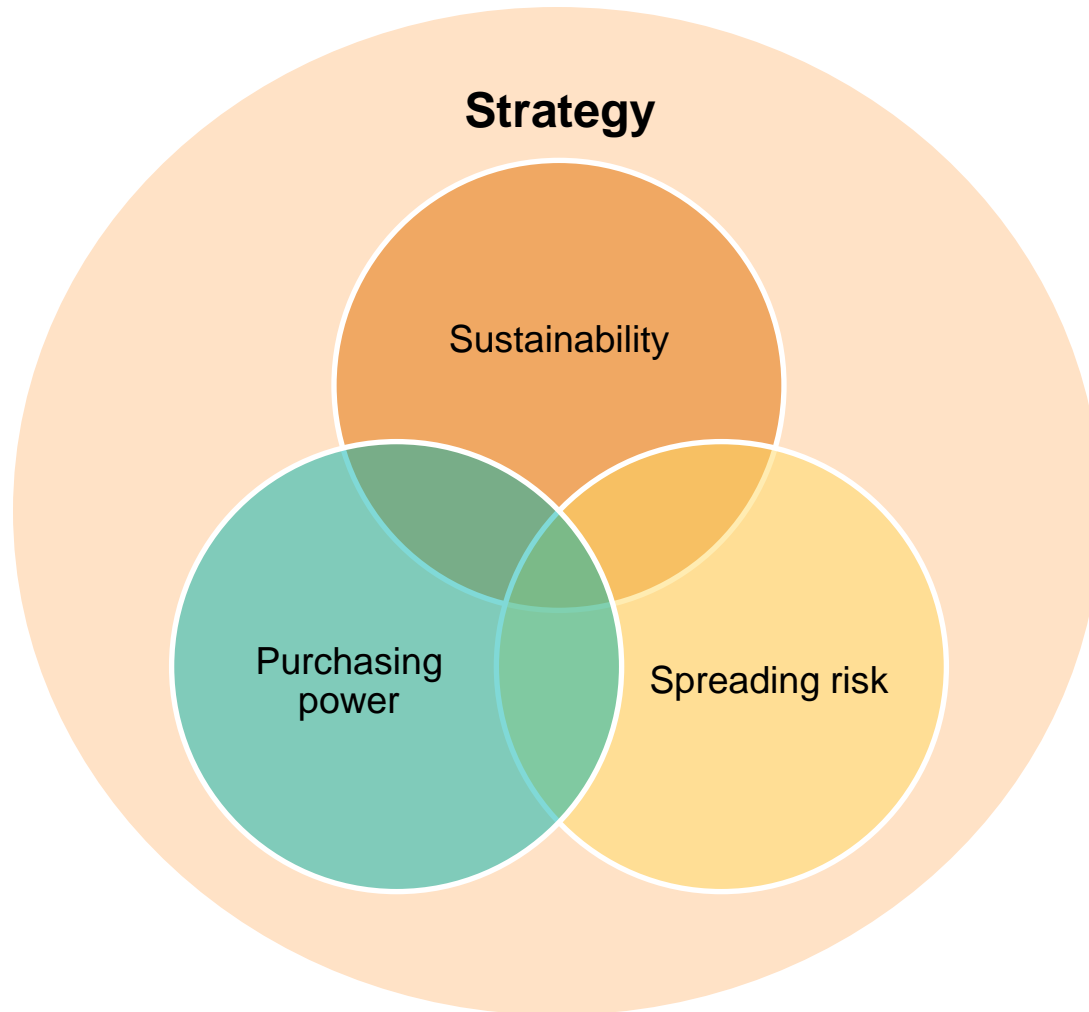 Strategy
Sustainability
Purchasing
power
Spreading risk